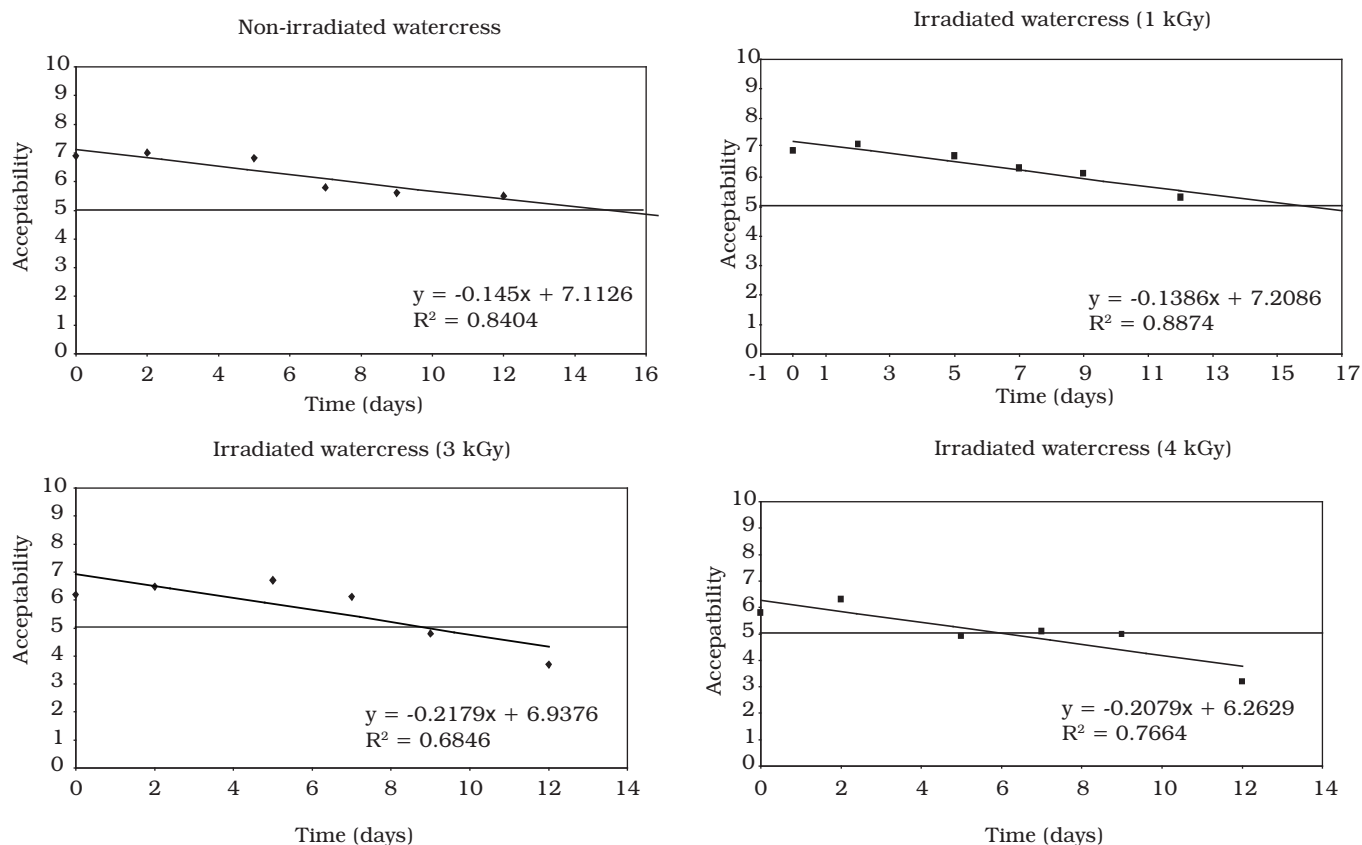 Non-irradiated watercress
10
9
8
7
6
5
4
3
2
1
0
Acceptability
y = -0.145x + 7.1126
R² = 0.8404
0 2 4 6 8 10 12 14 16
Time (days)
Irradiated watercress (1 kGy)
10
9
8
7
6
5
4
3
2
1
0
Acceptability
y = -0.1386x + 7.2086
R² = 0.8874
-1 0 1 3 5 7 9 11 13 15 17
Time (days)
Irradiated watercress (3 kGy)
10
9
8
7
6
5
4
3
2
1
0
Acceptability
y = -0.2179x + 6.9376
R² = 0.6846
0 2 4 6 8 10 12 14
Time (days)
Irradiated watercress (4 kGy)
10
9
8
7
6
5
4
3
2
1
0
Accepatbility
y = -0.2079x + 6.2629
R² = 0.7664
0 2 4 6 8 10 12 14
Time (days)